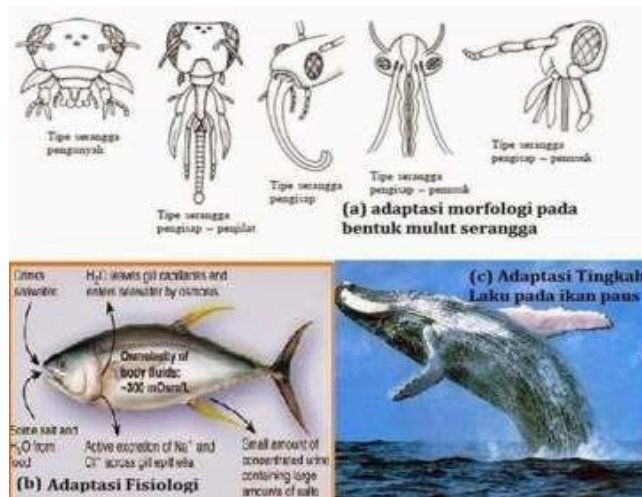 Tipe serangga
pengunyah
Tipe serangga
pengisap – penjilat
Tipe serangga
pengisap
Tipe serangga
pengisap – penusuk
Tipe serangga
pengisap – penusuk
(a) adaptasi morfologi pada
bentuk mulut serangga
Drinks
seawater
H₂O leaves gill capillaries and
enters seawater by osmosis
Osmolality of
body fluids:
~300 mOsm/L
Some salt and
H₂O from
food
Active excretion of Na⁺ and
Cl⁻ across gill epithelia
Small amount of
concentrated urine
containing large
amounts of salts
(b) Adaptasi Fisiologi
(c) Adaptasi Tingkah
Laku pada ikan paus